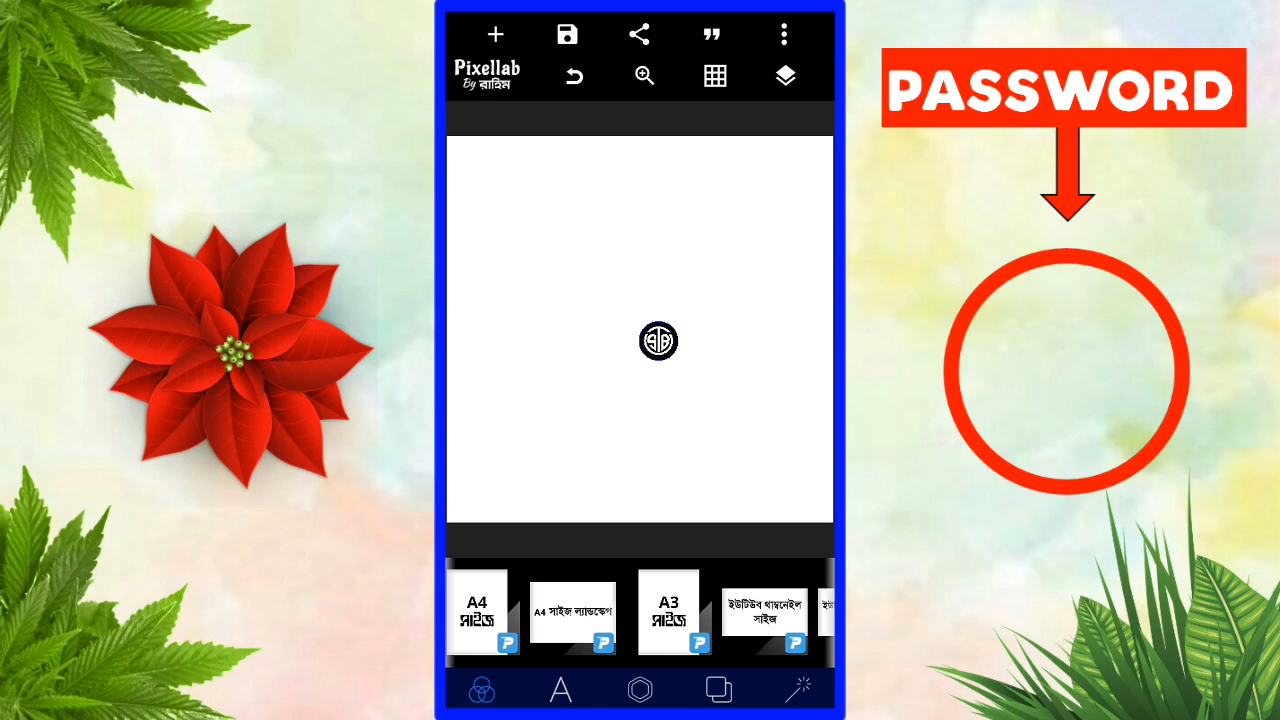 Pixellab
By রাহিম
PASSWORD
A4
সাইজ
A4 সাইজ ল্যান্ডস্কেপ
A3
সাইজ
ইউটিউব থাম্বনেইল
সাইজ